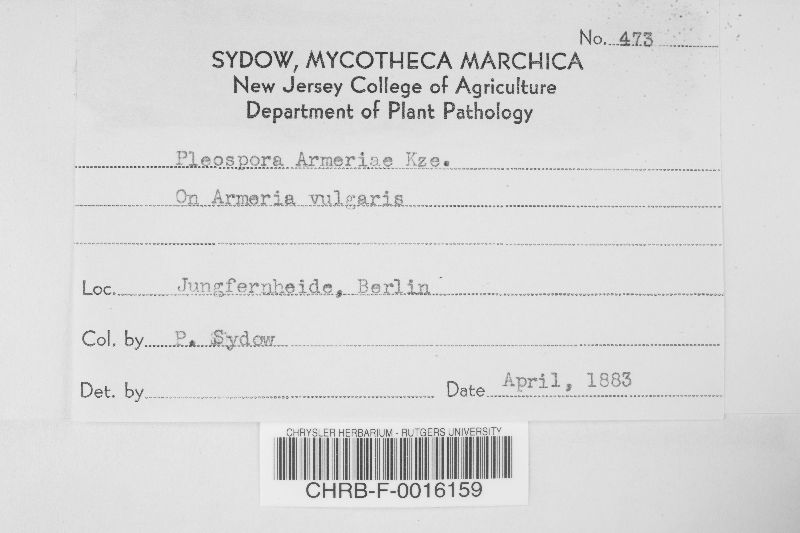 No. 473
SYDOW, MYCOTHECA MARCHICA
New Jersey College of Agriculture
Department of Plant Pathology
Pleospora Armeriae Kze.
On Armeria vulgaris
Loc. Jungfernheide, Berlin
Col. by P. Sydow
Det. by
Date April, 1883
CHRYSLER HERBARIUM - RUTGERS UNIVERSITY
CHRB-F-0016159